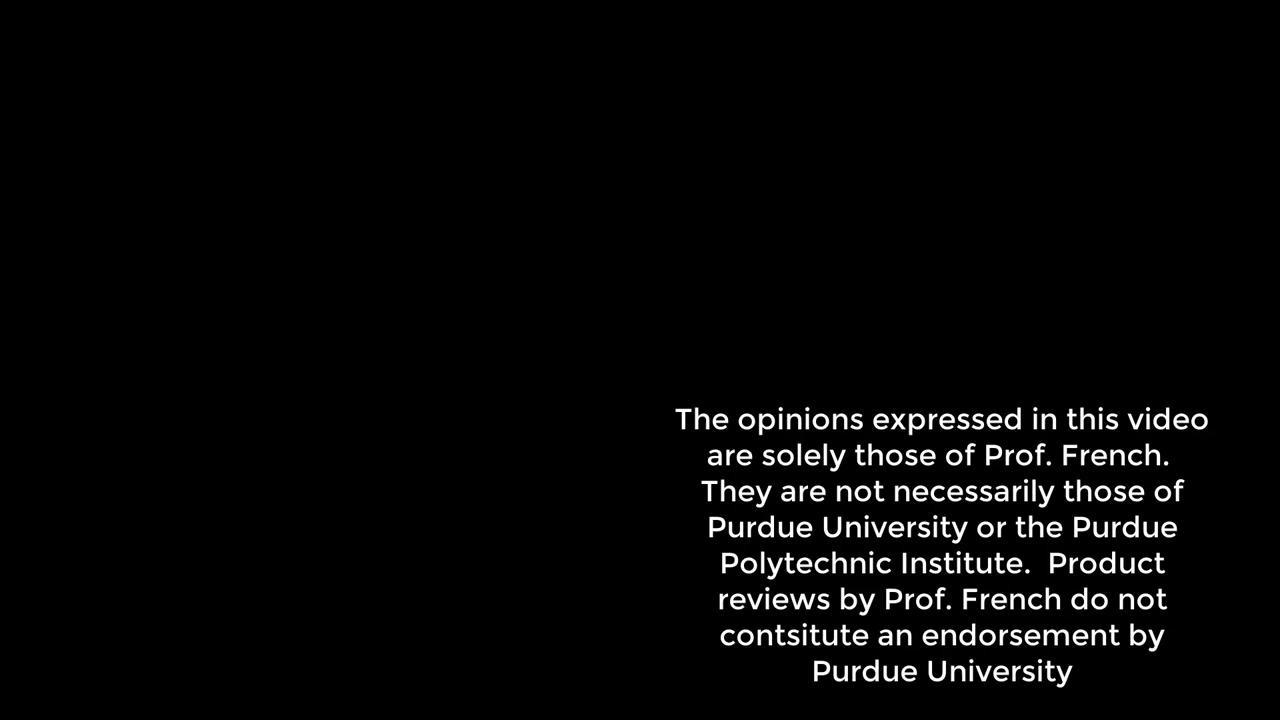 The opinions expressed in this video
are solely those of Prof. French.
They are not necessarily those of
Purdue University or the Purdue
Polytechnic Institute.  Product
reviews by Prof. French do not
contsitute an endorsement by
Purdue University